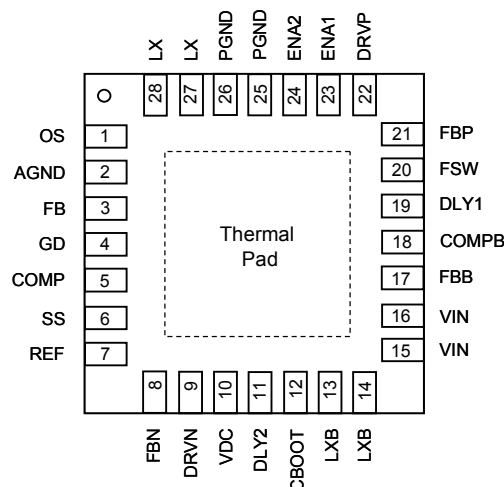 LX LX PGND PGND ENA2 ENA1 DRVP
28 27 26 25 24 23 22
OS 1
AGND 2
FB 3
GD 4
COMP 5
SS 6
REF 7
Thermal
Pad
21 FBP
20 FSW
19 DLY1
18 COMPB
17 FBB
16 VIN
15 VIN
8 9 10 11 12 13 14
FBN DRVN VDC DLY2 CBOOT LXB LXB